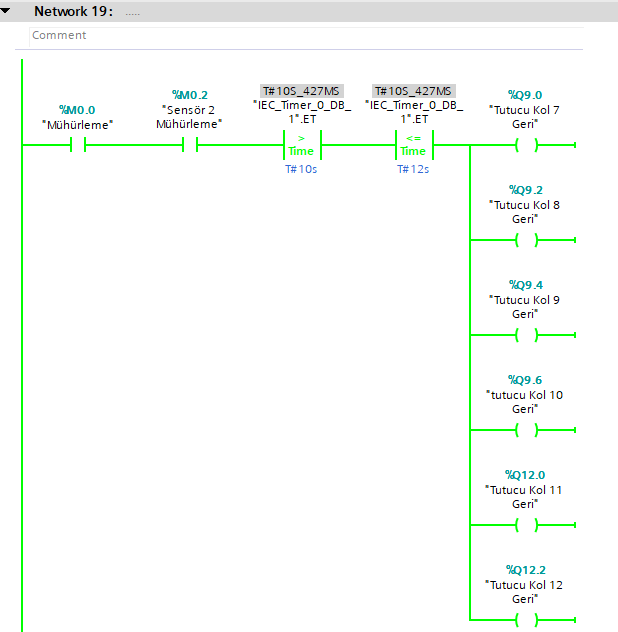 Network 19: .....
Comment
%M0.0
"Mühürleme"
%M0.2
"Sensör 2
Mühürleme"
T#10S_427MS
"IEC_Timer_0_DB_
1".ET
>
Time
T#10s
T#10S_427MS
"IEC_Timer_0_DB_
1".ET
<=
Time
T#12s
%Q9.0
"Tutucu Kol 7
Geri"
%Q9.2
"Tutucu Kol 8
Geri"
%Q9.4
"Tutucu Kol 9
Geri"
%Q9.6
"tutucu Kol 10
Geri"
%Q12.0
"Tutucu Kol 11
Geri"
%Q12.2
"Tutucu Kol 12
Geri"